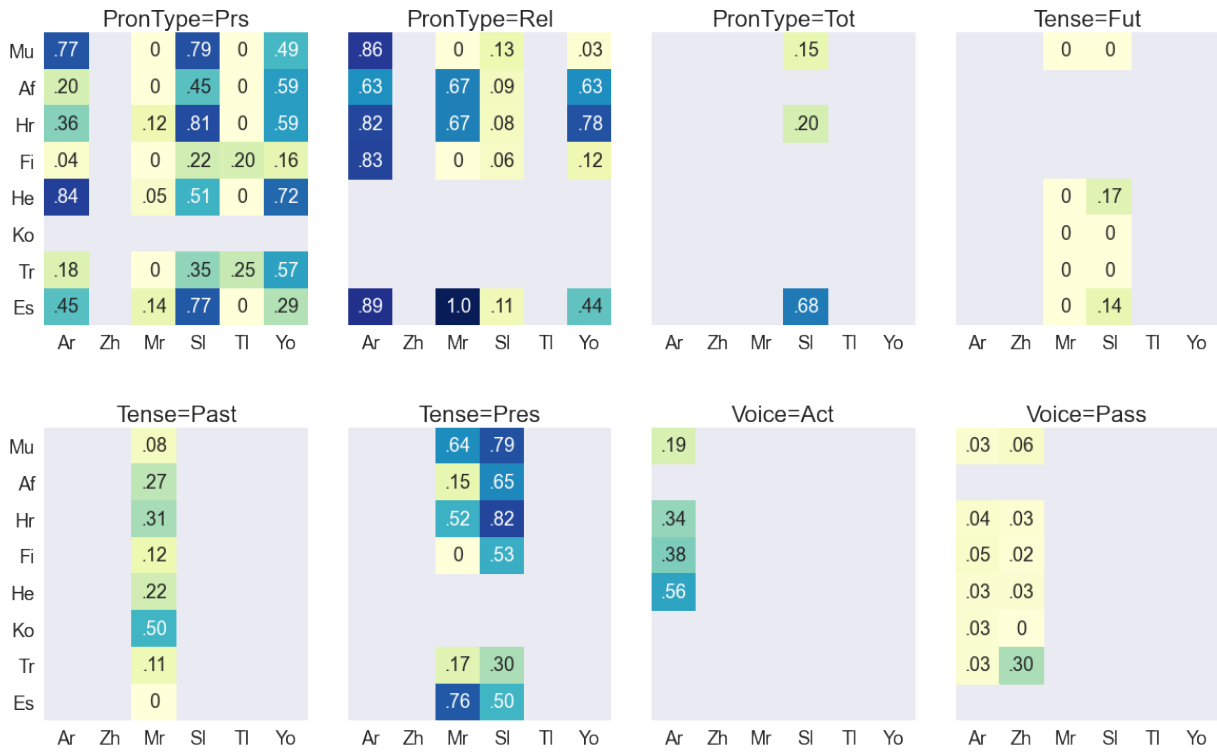 PronType=Prs PronType=Rel PronType=Tot Tense=Fut
Mu .77 0 .79 0 .49 .86 0 .13 .03 .15 0 0
Af .20 0 .45 0 .59 .63 .67 .09 .63
Hr .36 .12 .81 0 .59 .82 .67 .08 .78 .20
Fi .04 0 .22 .20 .16 .83 0 .06 .12
He .84 .05 .51 0 .72 0 .17
Ko 0 0
Tr .18 0 .35 .25 .57 0 0
Es .45 .14 .77 0 .29 .89 1.0 .11 .44 .68 0 .14
Ar Zh Mr Sl Tl Yo Ar Zh Mr Sl Tl Yo Ar Zh Mr Sl Tl Yo Ar Zh Mr Sl Tl Yo
Tense=Past Tense=Pres Voice=Act Voice=Pass
Mu .08 .64 .79 .19 .03 .06
Af .27 .15 .65
Hr .31 .52 .82 .34 .04 .03
Fi .12 0 .53 .38 .05 .02
He .22 .56 .03 .03
Ko .50 .03 0
Tr .11 .17 .30 .03 .30
Es 0 .76 .50
Ar Zh Mr Sl Tl Yo Ar Zh Mr Sl Tl Yo Ar Zh Mr Sl Tl Yo Ar Zh Mr Sl Tl Yo